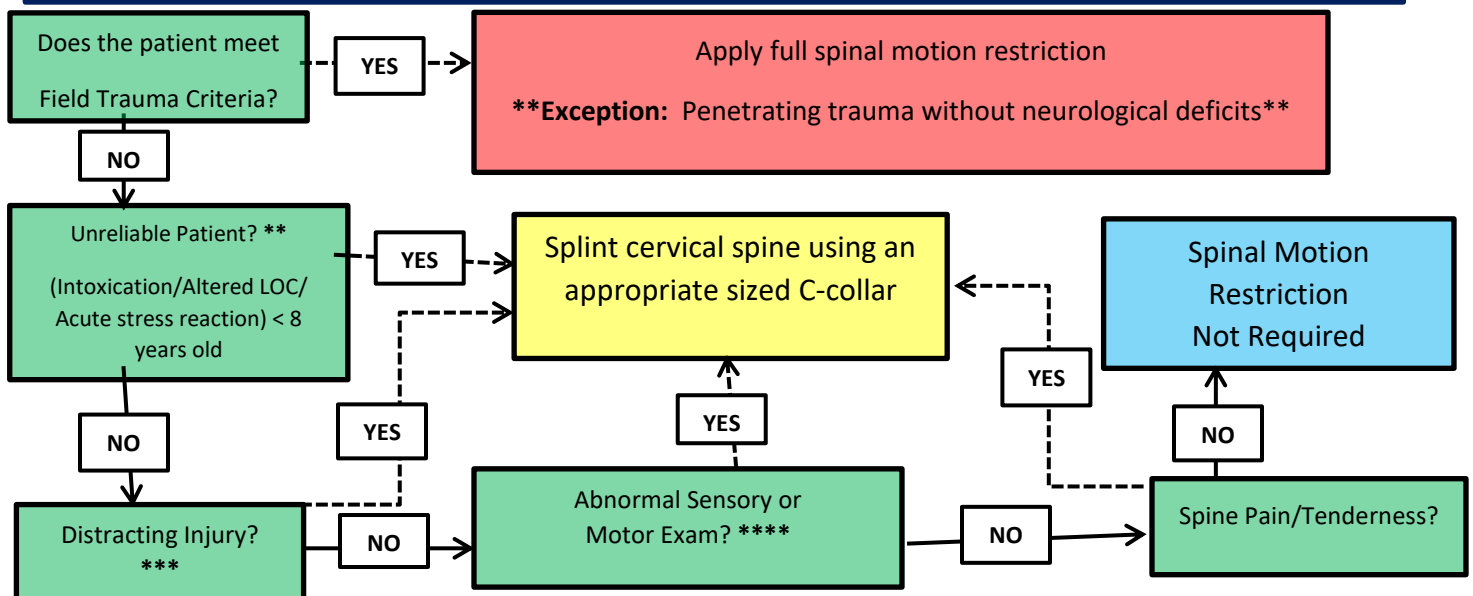 Does the patient meet
Field Trauma Criteria?
YES
Apply full spinal motion restriction
**Exception: Penetrating trauma without neurological deficits**
NO
Unreliable Patient? **
(Intoxication/Altered LOC/
Acute stress reaction) < 8
years old
YES
Splint cervical spine using an
appropriate sized C-collar
Spinal Motion
Restriction
Not Required
NO
YES
YES
YES
NO
Distracting Injury?
***
NO
Abnormal Sensory or
Motor Exam? ****
NO
Spine Pain/Tenderness?